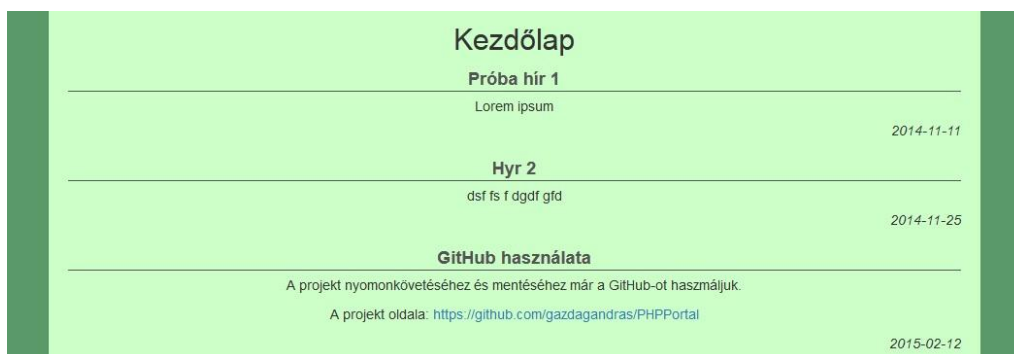 Kezdőlap
Próba hír 1
Lorem ipsum
2014-11-11
Hyr 2
dsf fs f dgdf gfd
2014-11-25
GitHub használata
A projekt nyomonkövetéséhez és mentéséhez már a GitHub-ot haszmáljuk.
A projekt oldala: https://github.com/gazdagandras/PHPPortal
2015-02-12